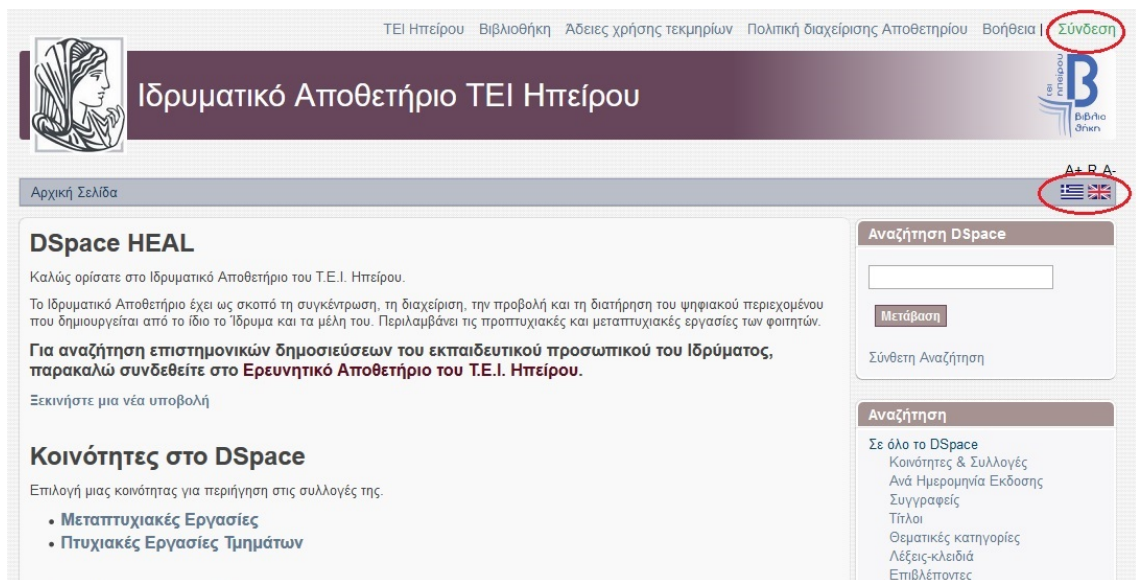 ΤΕΙ Ηπείρου Βιβλιοθήκη Άδειες χρήσης τεκμηρίων Πολιτική διαχείρισης Αποθετηρίου Βοήθεια | Σύνδεση
Ιδρυματικό Αποθετήριο ΤΕΙ Ηπείρου
τει ηπείρου
Βιβλιο
θήκη
A+ R A-
Αρχική Σελίδα
DSpace HEAL
Καλώς ορίσατε στο Ιδρυματικό Αποθετήριο του Τ.Ε.Ι. Ηπείρου.
Το Ιδρυματικό Αποθετήριο έχει ως σκοπό τη συγκέντρωση, τη διαχείριση, την προβολή και τη διατήρηση του ψηφιακού περιεχομένου
που δημιουργείται από το ίδιο το Ίδρυμα και τα μέλη του. Περιλαμβάνει τις προπτυχιακές και μεταπτυχιακές εργασίες των φοιτητών.
Για αναζήτηση επιστημονικών δημοσιεύσεων του εκπαιδευτικού προσωπικού του Ιδρύματος,
παρακαλώ συνδεθείτε στο Ερευνητικό Αποθετήριο του Τ.Ε.Ι. Ηπείρου.
Ξεκινήστε μια νέα υποβολή
Κοινότητες στο DSpace
Επιλογή μιας κοινότητας για περιήγηση στις συλλογές της.
• Μεταπτυχιακές Εργασίες
• Πτυχιακές Εργασίες Τμημάτων
Αναζήτηση DSpace
Μετάβαση
Σύνθετη Αναζήτηση
Αναζήτηση
Σε όλο το DSpace
Κοινότητες & Συλλογές
Ανά Ημερομηνία Εκδοσης
Συγγραφείς
Τίτλοι
Θεματικές κατηγορίες
Λέξεις-κλειδιά
Επιβλέποντες